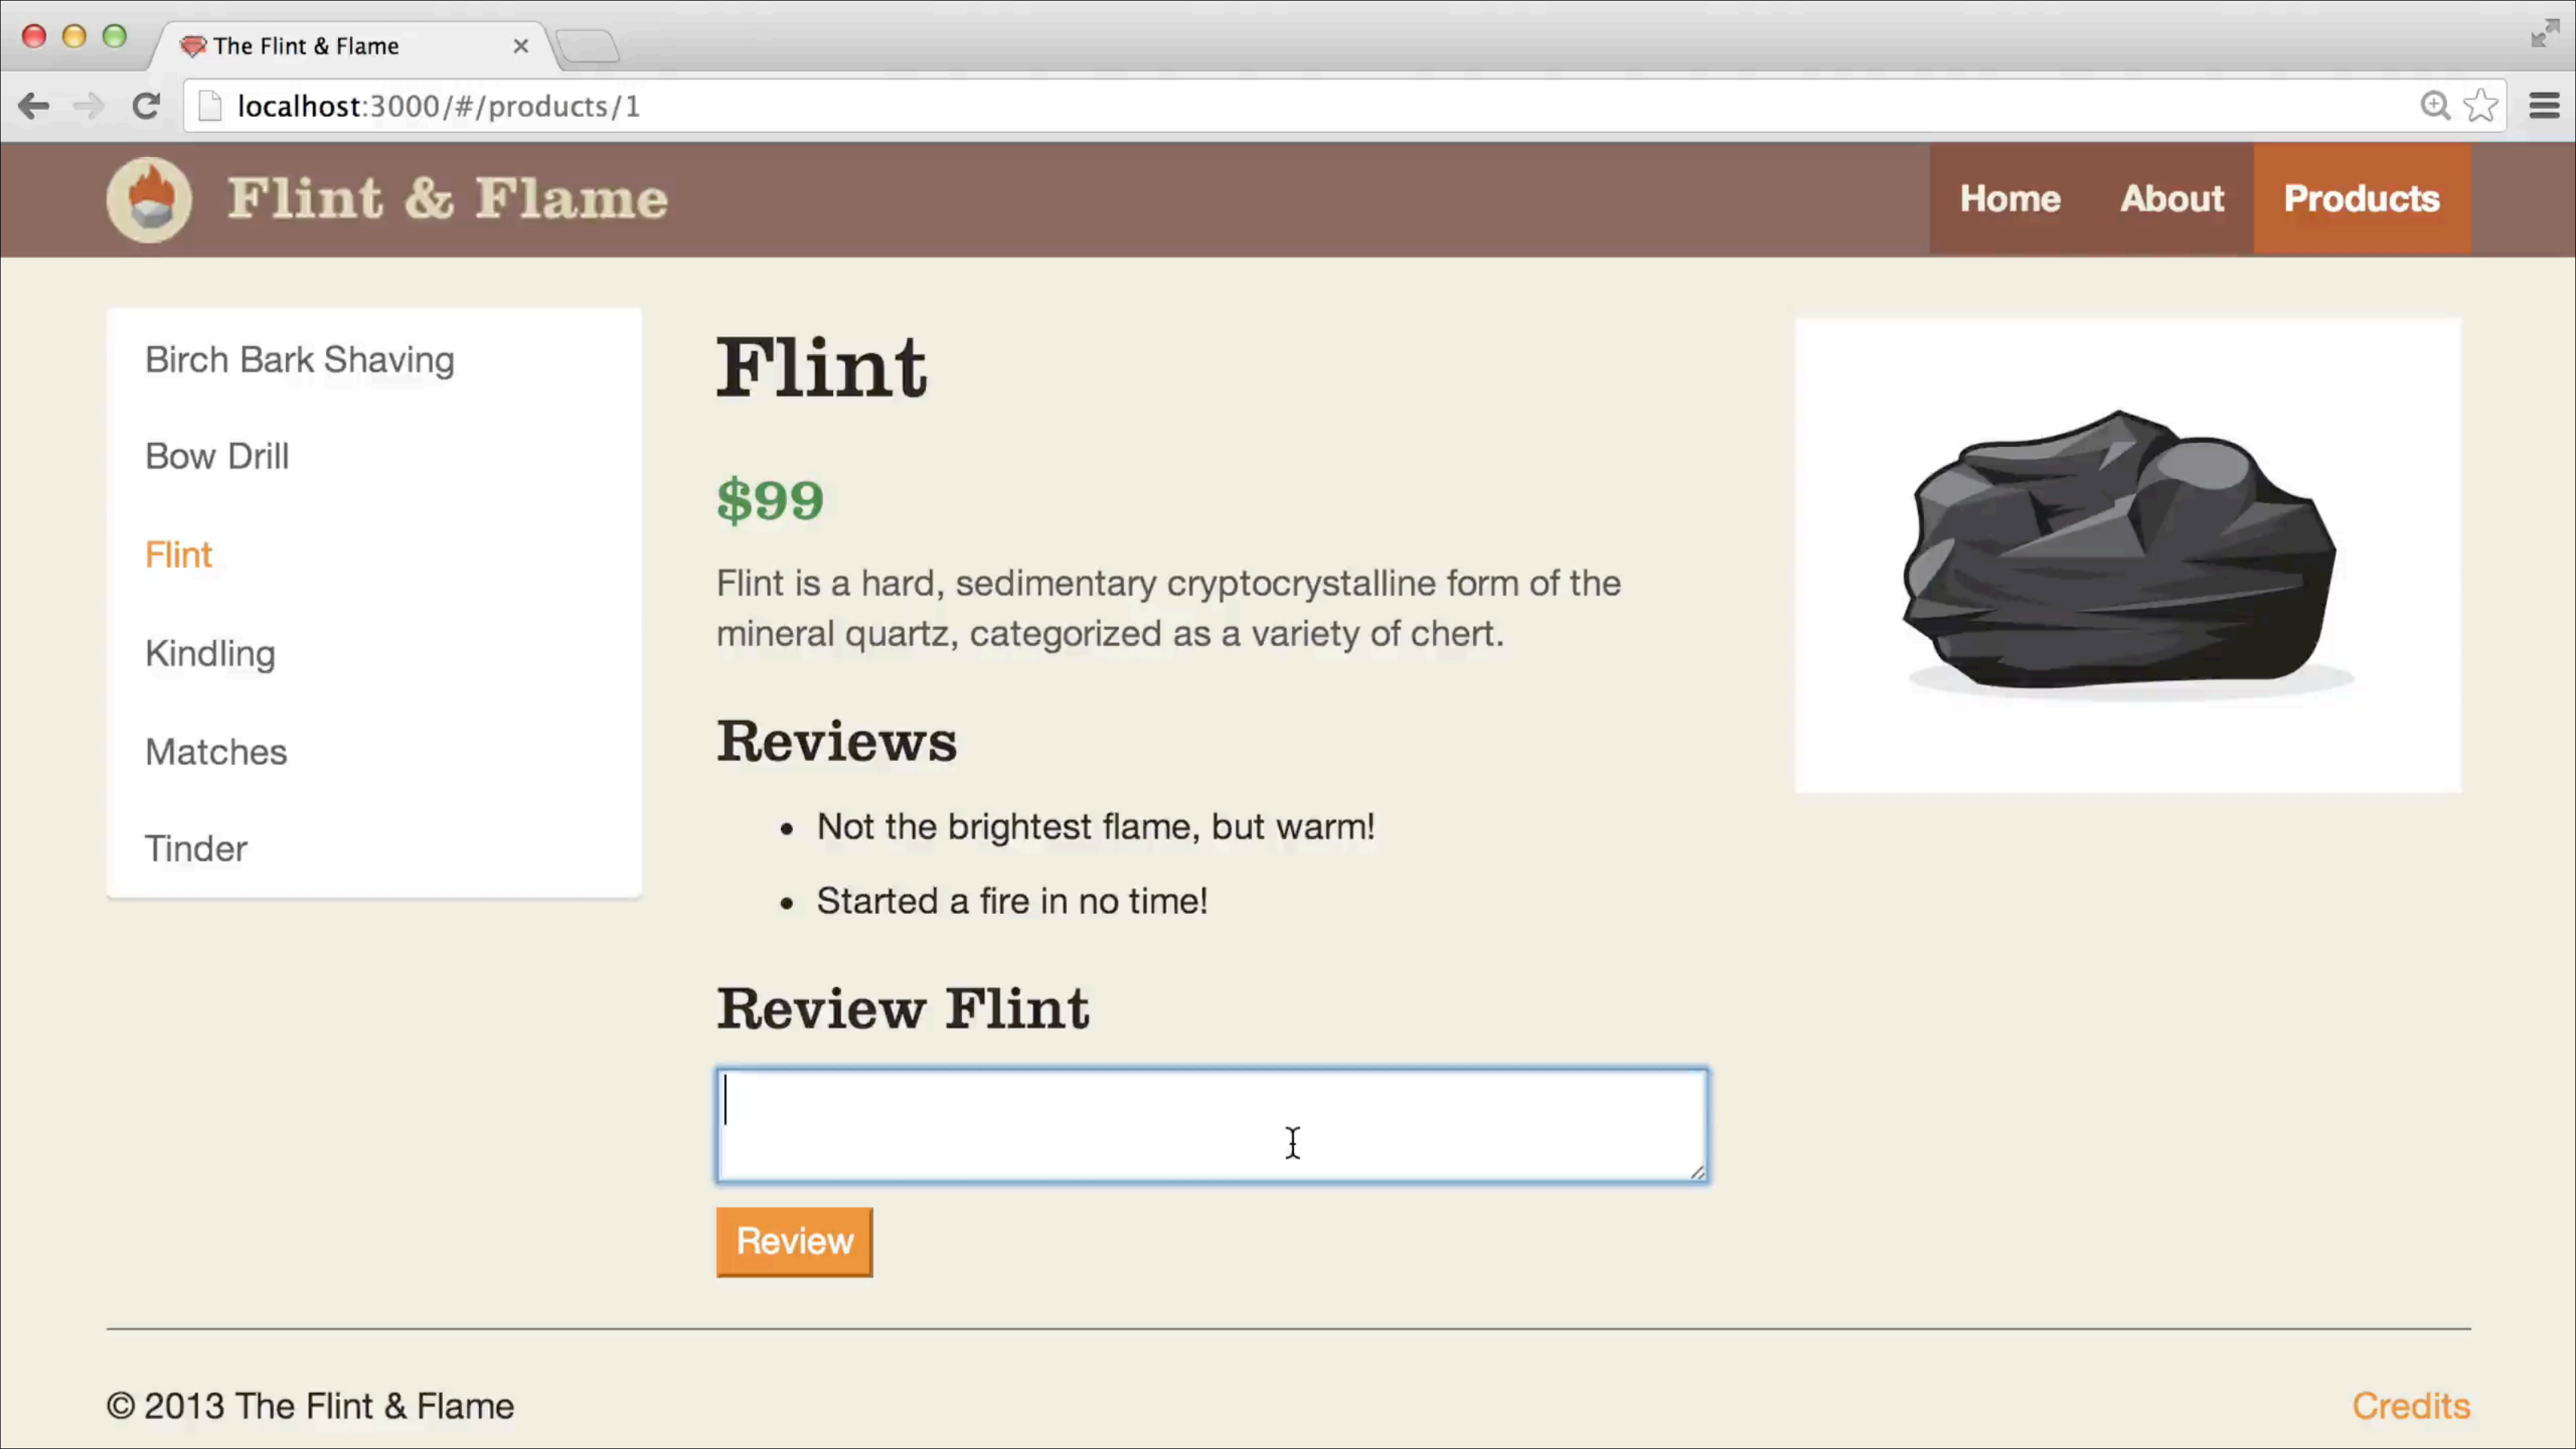 The Flint & Flame
localhost:3000/#/products/1
Flint & Flame
Home
About
Products
Birch Bark Shaving
Bow Drill
Flint
Kindling
Matches
Tinder
Flint
$99
Flint is a hard, sedimentary cryptocrystalline form of the
mineral quartz, categorized as a variety of chert.
Reviews
• Not the brightest flame, but warm!
• Started a fire in no time!
Review Flint
Review
© 2013 The Flint & Flame
Credits